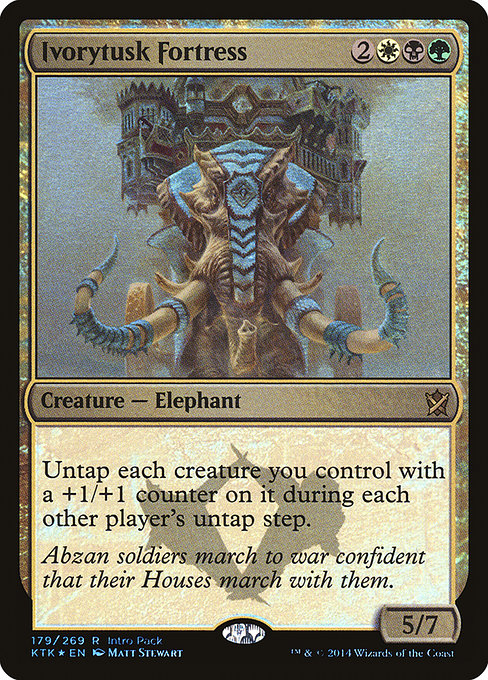 Ivorytusk Fortress 2
Creature — Elephant
Untap each creature you control with
a +1/+1 counter on it during each
other player's untap step.
Abzan soldiers march to war confident
that their Houses march with them.
5/7
179/269 R Intro Pack
KTK ★ EN Matt Stewart
™ & © 2014 Wizards of the Coast